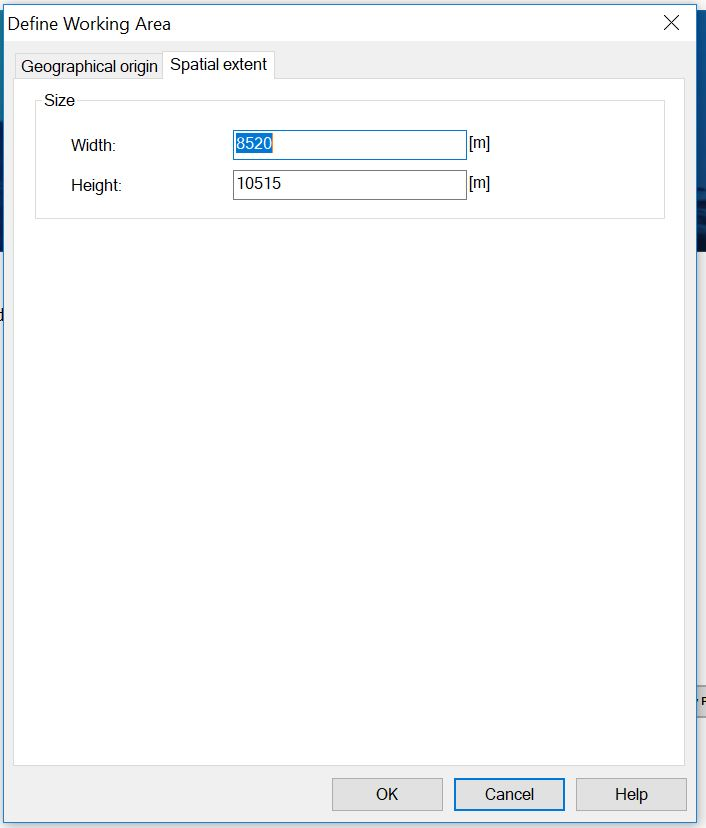 Define Working Area
Geographical origin Spatial extent
Size
Width: 8520 [m]
Height: 10515 [m]
OK Cancel Help